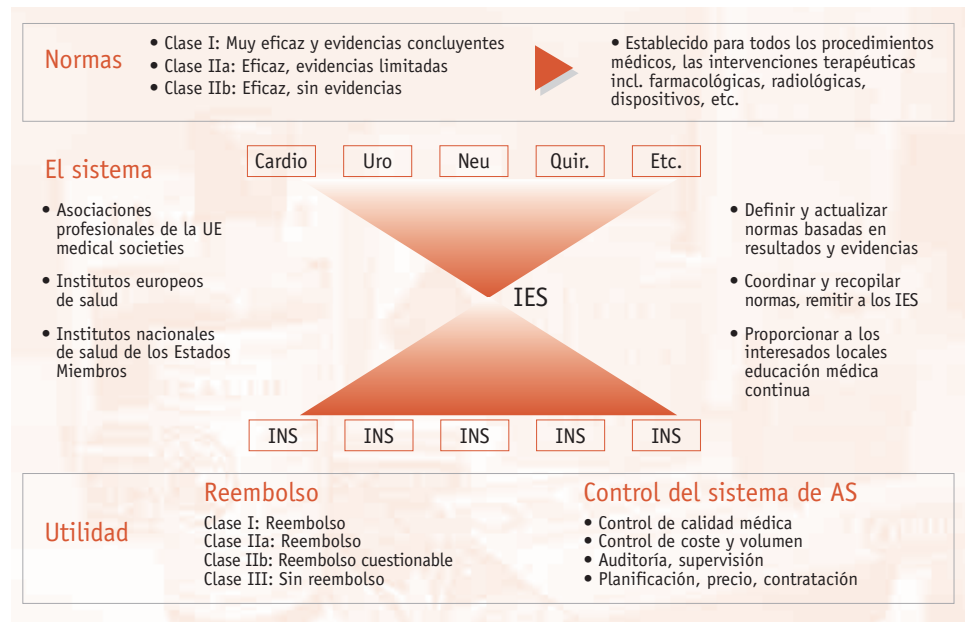 Normas
• Clase I: Muy eficaz y evidencias concluyentes
• Clase IIa: Eficaz, evidencias limitadas
• Clase IIb: Eficaz, sin evidencias
• Establecido para todos los procedimientos
médicos, las intervenciones terapéuticas
incl. farmacológicas, radiológicas,
dispositivos, etc.
El sistema
Cardio
Uro
Neu
Quir.
Etc.
• Asociaciones
profesionales de la UE
medical societies
• Institutos europeos
de salud
• Institutos nacionales
de salud de los Estados
Miembros
IES
• Definir y actualizar
normas basadas en
resultados y evidencias
• Coordinar y recopilar
normas, remitir a los IES
• Proporcionar a los
interesados locales
educación médica
continua
INS
INS
INS
INS
INS
Utilidad
Reembolso
Clase I: Reembolso
Clase IIa: Reembolso
Clase IIb: Reembolso cuestionable
Clase III: Sin reembolso
Control del sistema de AS
• Control de calidad médica
• Control de coste y volumen
• Auditoría, supervisión
• Planificación, precio, contratación